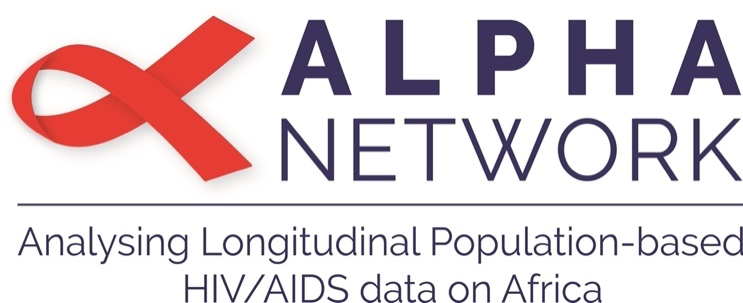 ALPHA
NETWORK
Analysing Longitudinal Population-based
HIV/AIDS data on Africa